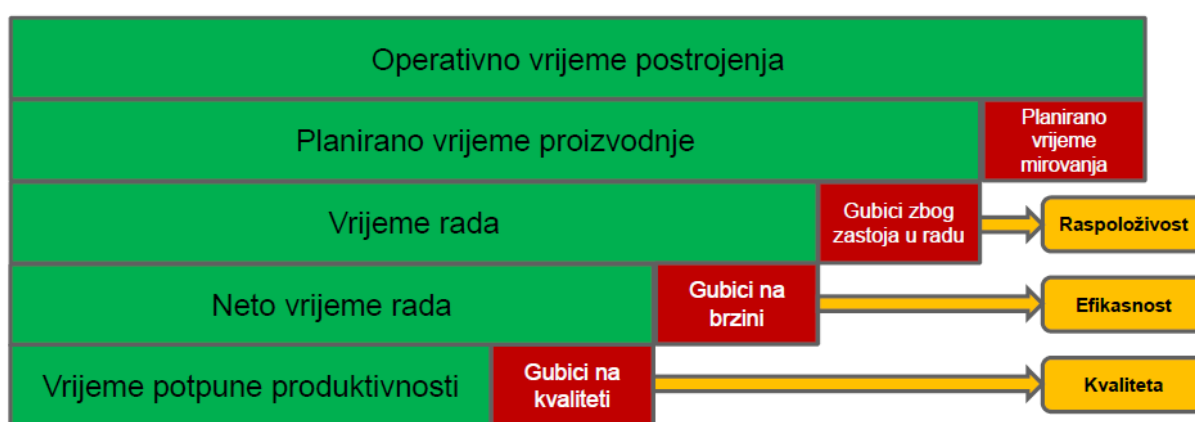 Operativno vrijeme postrojenja
Planirano vrijeme proizvodnje
Planirano
vrijeme
mirovanja
Vrijeme rada
Gubici zbog
zastoja u radu
Raspoloživost
Neto vrijeme rada
Gubici na
brzini
Efikasnost
Vrijeme potpune produktivnosti
Gubici na
kvaliteti
Kvaliteta